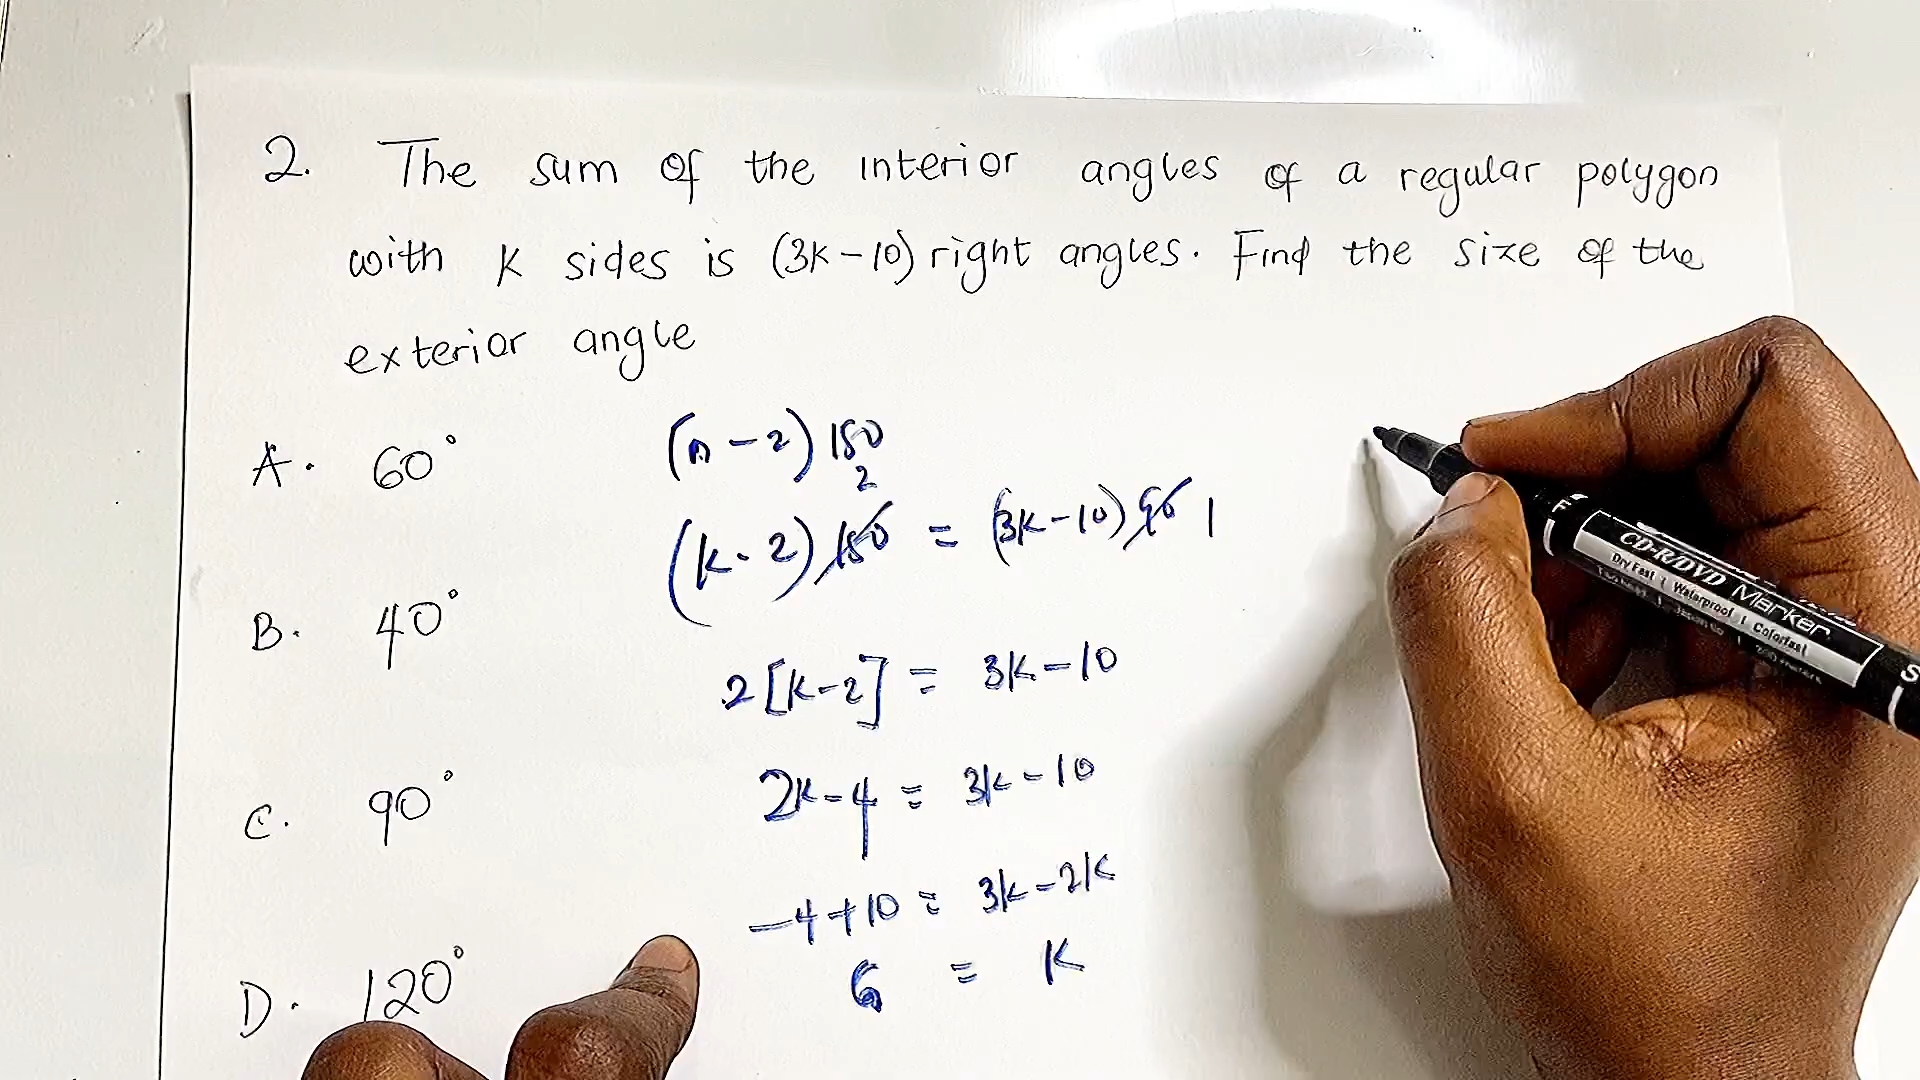 2. The sum of the interior angles of a regular polygon
with K sides is (3K-10) right angles. Find the size of the
exterior angle
A. 60°
B. 40°
C. 90°
D. 120°
(n-2)180
2
(K-2)180 = (3K-10)90 1
2[K-2] = 3K-10
2K-4 = 3K-10
-4+10 = 3K-2K
6 = K
CD-R/DVD Marker
Dry Fast | Waterproof | Colorfast
F
S